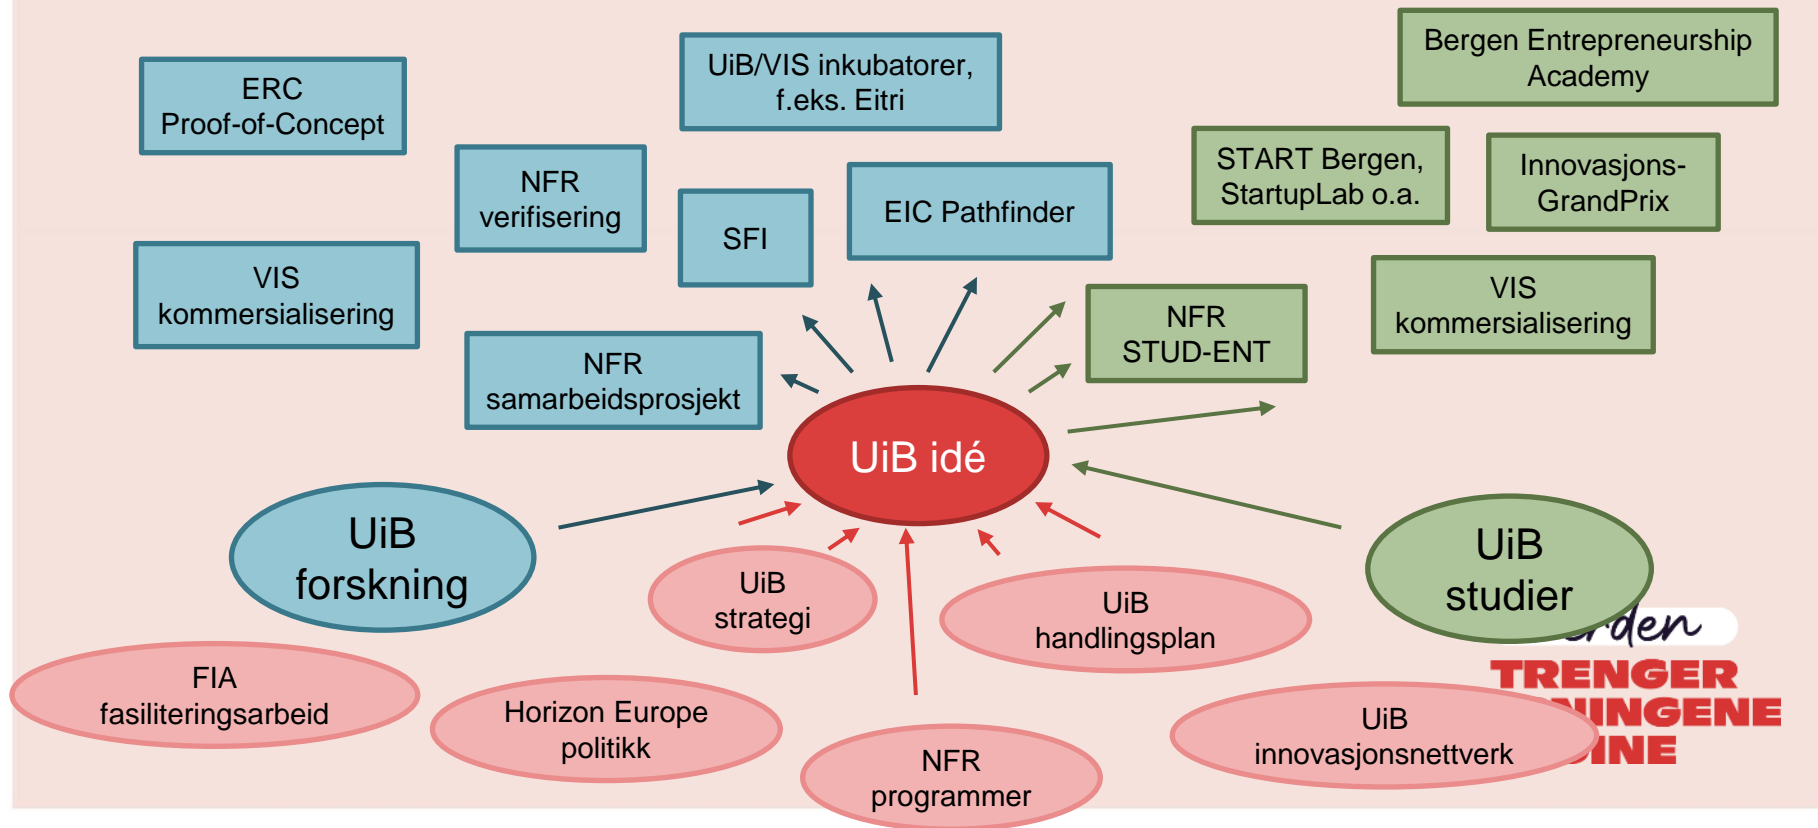 ERC
Proof-of-Concept
UiB/VIS inkubatorer,
f.eks. Eitri
Bergen Entrepreneurship
Academy
NFR
verifisering
SFI
EIC Pathfinder
START Bergen,
StartupLab o.a.
Innovasjons-
GrandPrix
VIS
kommersialisering
NFR
samarbeidsprosjekt
NFR
STUD-ENT
VIS
kommersialisering
UiB idé
UiB
forskning
UiB
studier
UiB
strategi
UiB
handlingsplan
FIA
fasiliteringsarbeid
Horizon Europe
politikk
NFR
programmer
UiB
innovasjonsnettverk
TRENGER